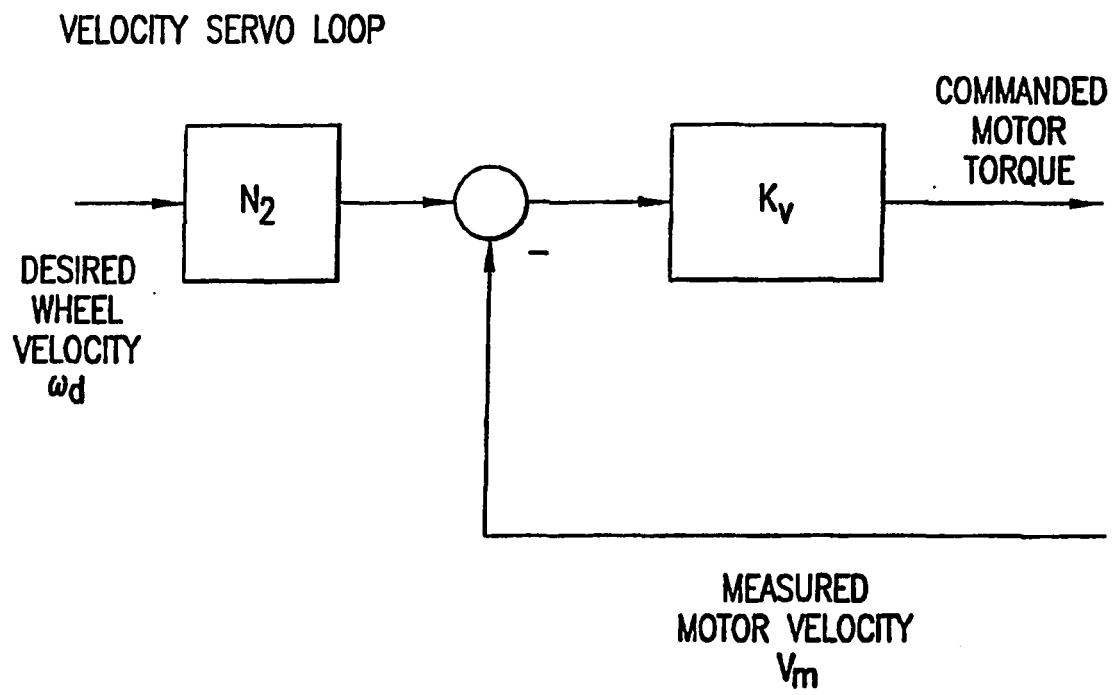 VELOCITY SERVO LOOP
COMMANDED
MOTOR
TORQUE
N₂
Kᵥ
−
DESIRED
WHEEL
VELOCITY
ωd
MEASURED
MOTOR VELOCITY
Vm